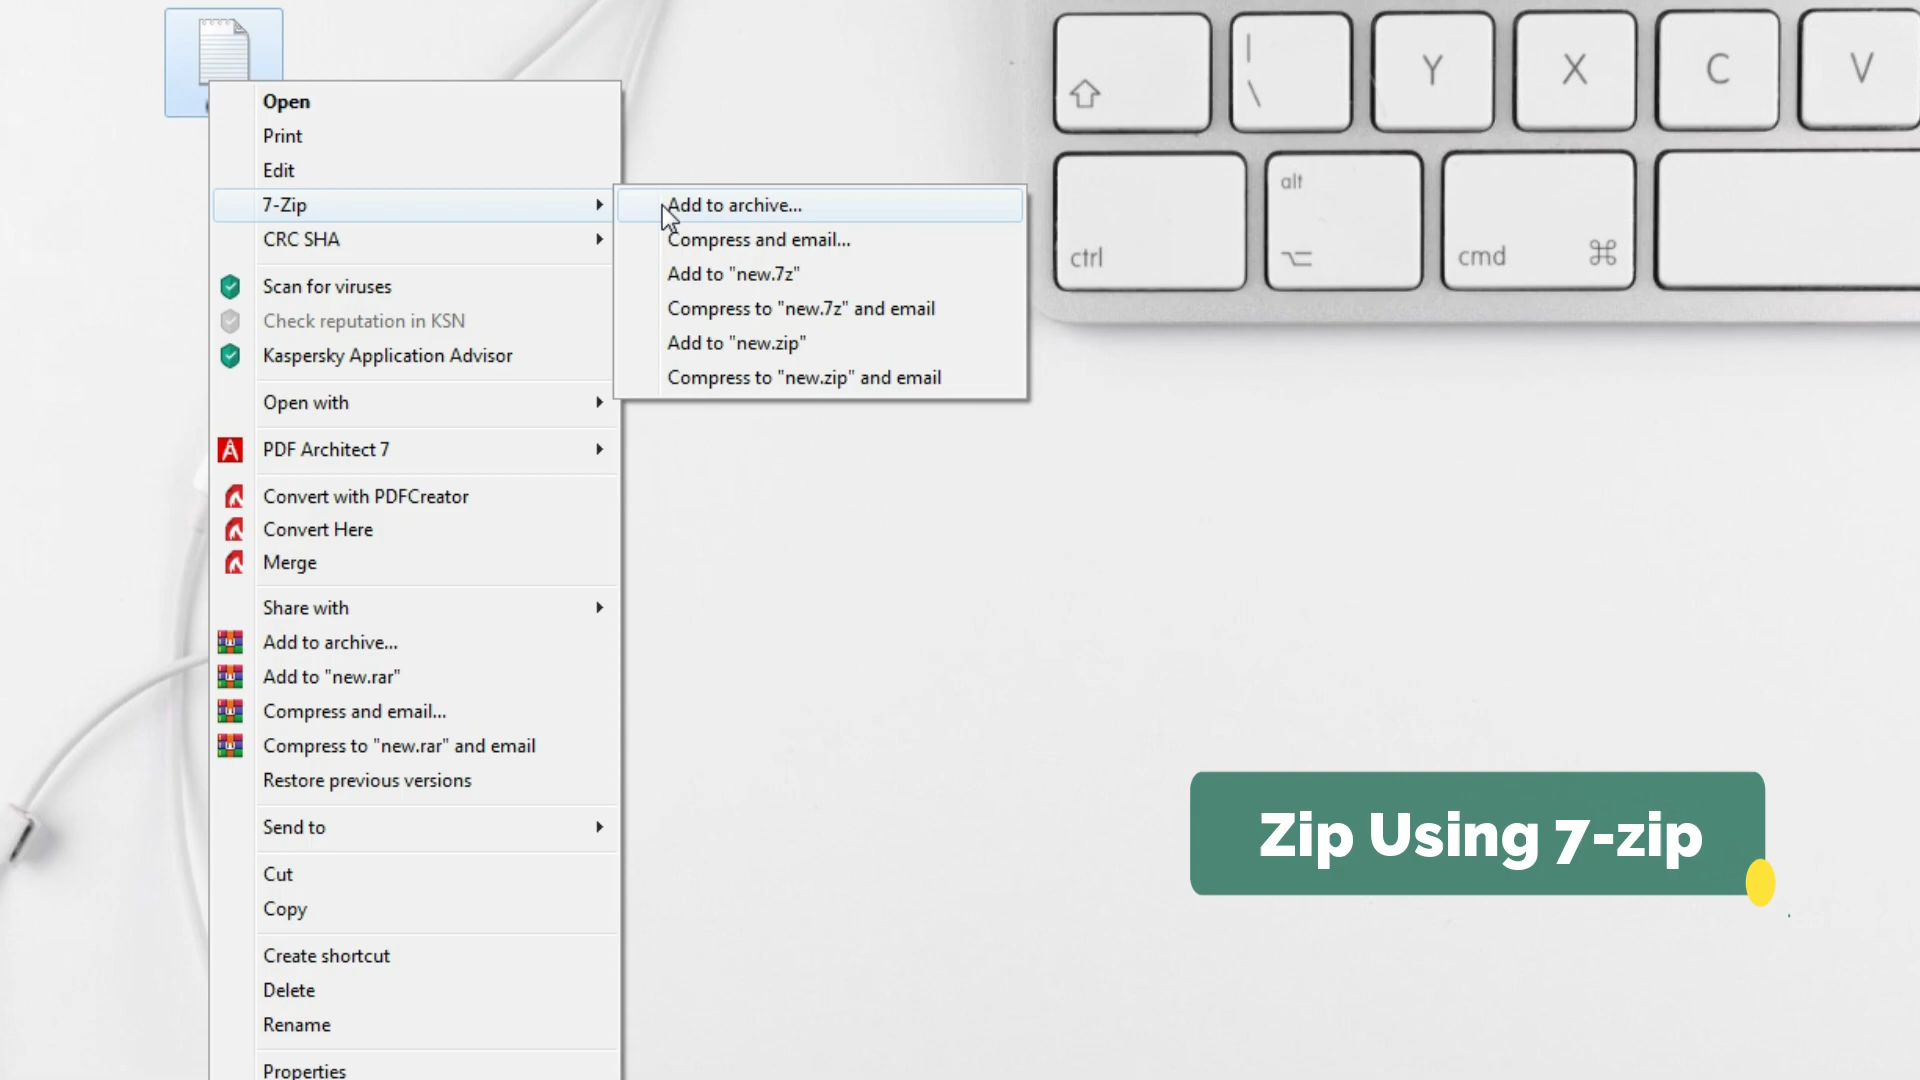 Open
Print
Edit
7-Zip
CRC SHA
Scan for viruses
Check reputation in KSN
Kaspersky Application Advisor
Open with
PDF Architect 7
Convert with PDFCreator
Convert Here
Merge
Share with
Add to archive...
Add to "new.rar"
Compress and email...
Compress to "new.rar" and email
Restore previous versions
Send to
Cut
Copy
Create shortcut
Delete
Rename
Properties
Add to archive...
Compress and email...
Add to "new.7z"
Compress to "new.7z" and email
Add to "new.zip"
Compress to "new.zip" and email
| \ Y X C V
ctrl alt cmd ⌘
Zip Using 7-zip